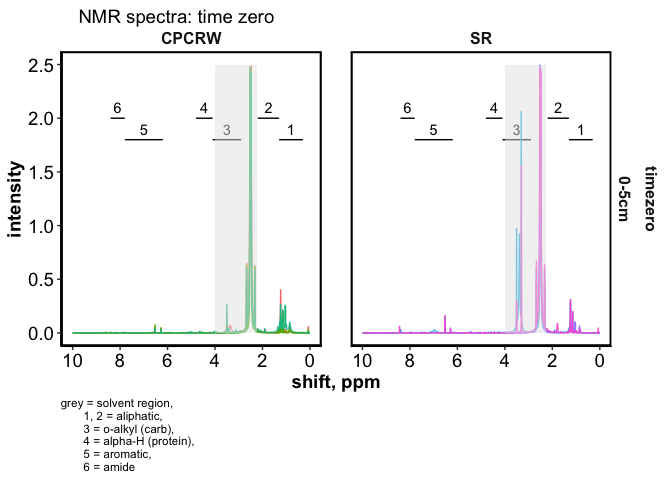 NMR spectra: time zero
CPCRW
SR
2.5
2.0
1.5
1.0
0.5
0.0
intensity
6
5
4
3
2
1
6
5
4
3
2
1
timezero
0-5cm
10 8 6 4 2 0
10 8 6 4 2 0
shift, ppm
grey = solvent region,
1, 2 = aliphatic,
3 = o-alkyl (carb),
4 = alpha-H (protein),
5 = aromatic,
6 = amide